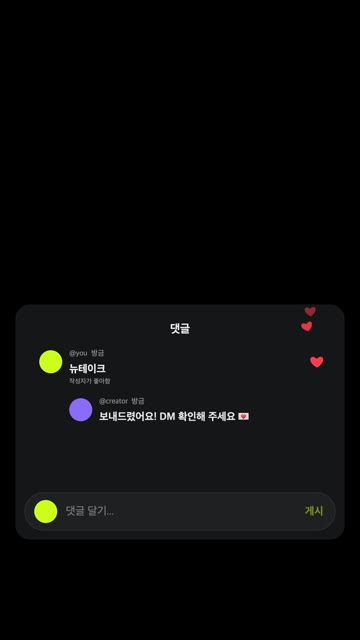 댓글
@you 방금
뉴테이크
작성자가 좋아함
@creator 방금
보내드렸어요! DM 확인해 주세요 💌
댓글 달기...
게시